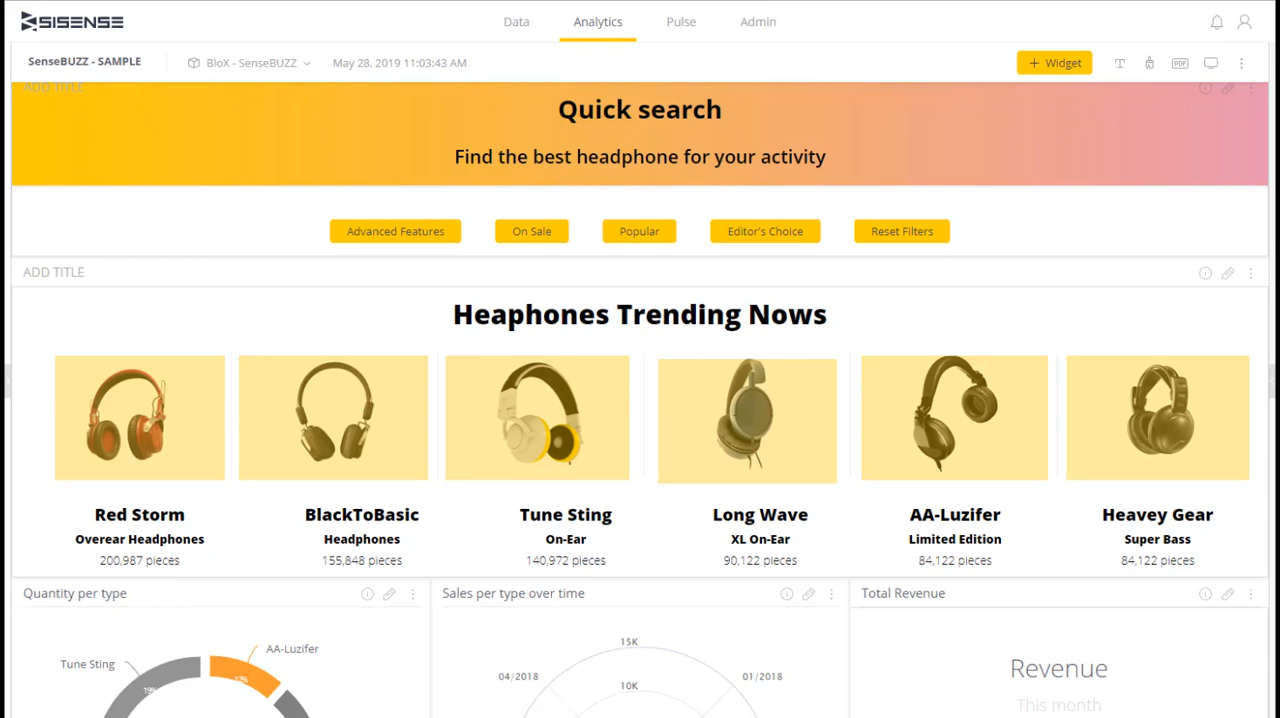 SISENSE
Data Analytics Pulse Admin
SenseBUZZ - SAMPLE BloX - SenseBUZZ May 28, 2019 11:03:43 AM + Widget T PDF
ADD TITLE
Quick search
Find the best headphone for your activity
Advanced Features On Sale Popular Editor's Choice Reset Filters
ADD TITLE
Heaphones Trending Nows
Red Storm BlackToBasic Tune Sting Long Wave AA-Luzifer Heavey Gear
Overear Headphones Headphones On-Ear XL On-Ear Limited Edition Super Bass
200,987 pieces 155,848 pieces 140,972 pieces 90,122 pieces 84,122 pieces 84,122 pieces
Quantity per type Sales per type over time Total Revenue
15K
AA-Luzifer
Tune Sting
Revenue
04/2018 01/2018
10K
19% 12%
This month